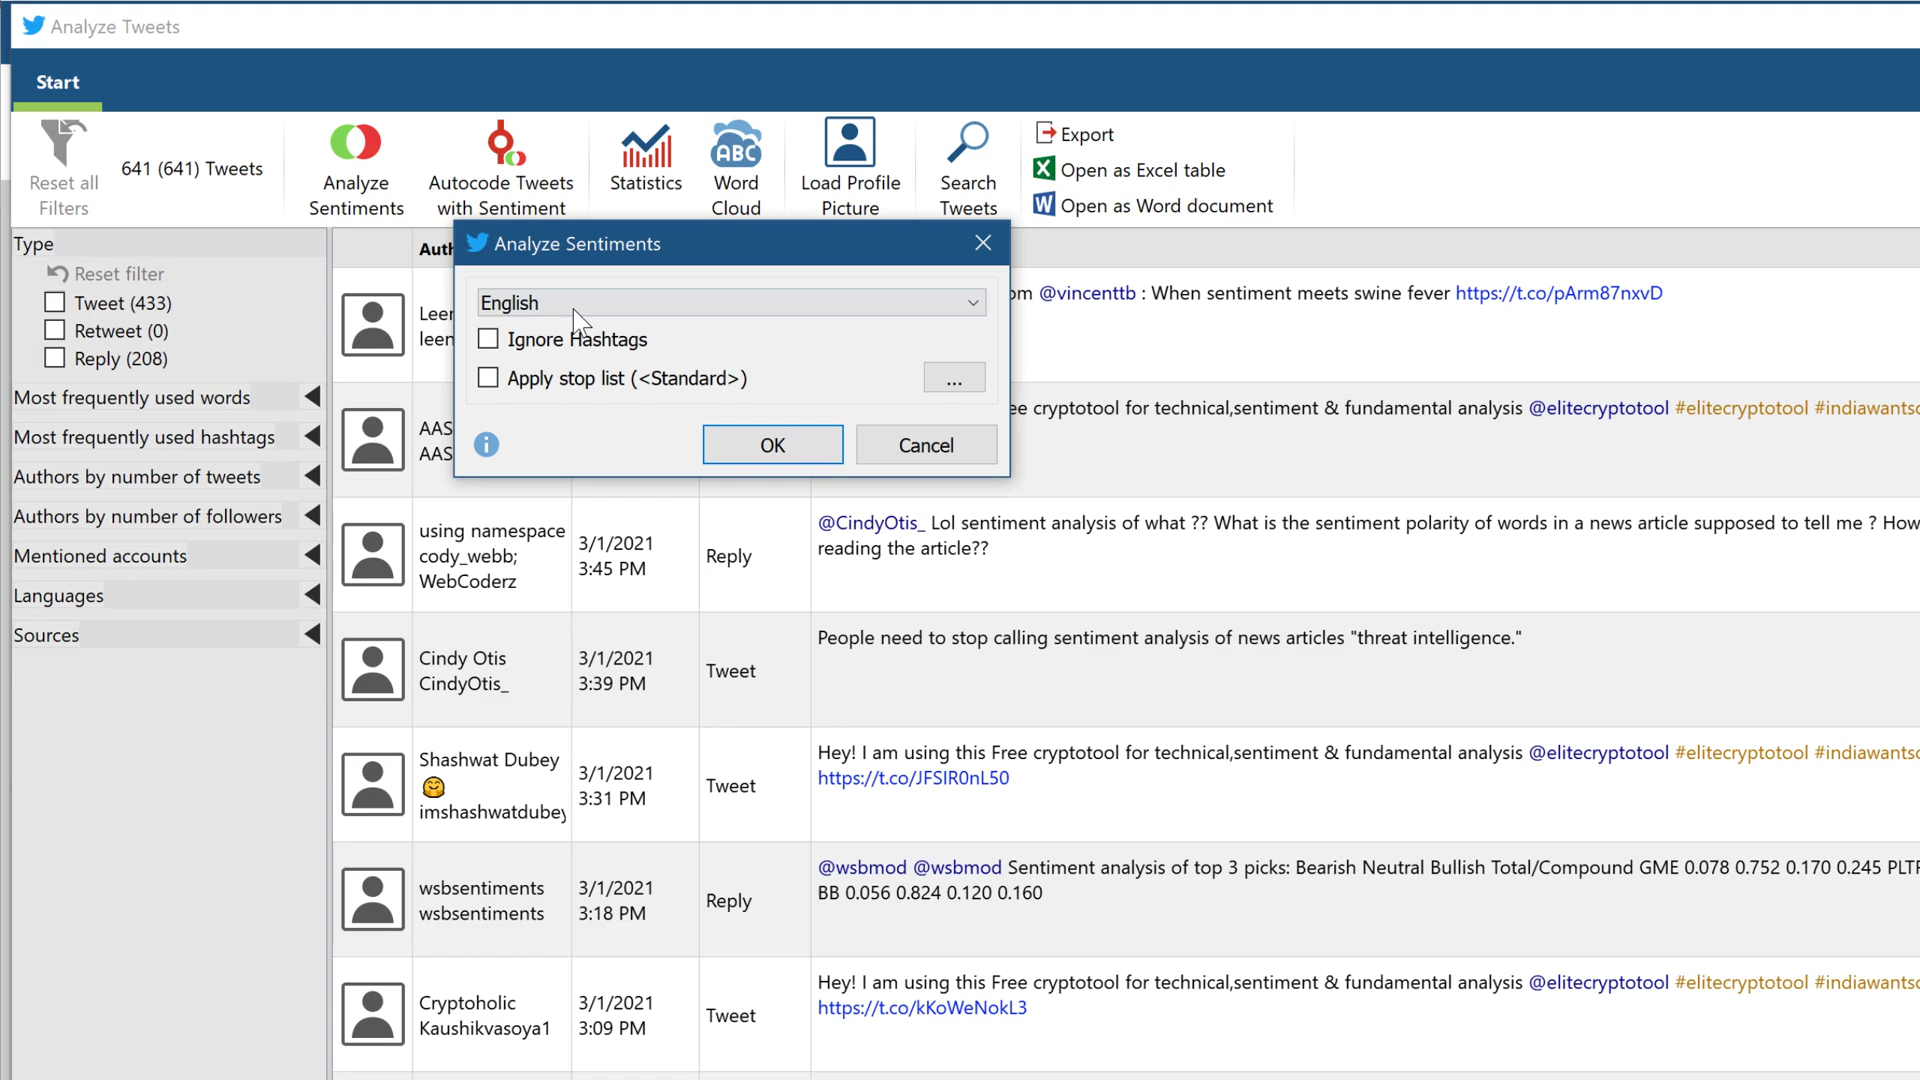 Analyze Tweets
Start
Reset all
Filters
641 (641) Tweets
Analyze
Sentiments
Autocode Tweets
with Sentiment
Statistics
ABC
Word
Cloud
Load Profile
Picture
Search
Tweets
Export
Open as Excel table
Open as Word document
Type
Reset filter
Tweet (433)
Retweet (0)
Reply (208)
Most frequently used words
Most frequently used hashtags
Authors by number of tweets
Authors by number of followers
Mentioned accounts
Languages
Sources
Analyze Sentiments
English
Ignore Hashtags
Apply stop list (<Standard>)
...
OK
Cancel
@vincenttb : When sentiment meets swine fever https://t.co/pArm87nxvD
cryptotool for technical,sentiment & fundamental analysis @elitecryptotool #elitecryptotool #indiawantsc
using namespace
cody_webb;
WebCoderz
3/1/2021
3:45 PM
Reply
@CindyOtis_ Lol sentiment analysis of what ?? What is the sentiment polarity of words in a news article supposed to tell me ? How
reading the article??
Cindy Otis
CindyOtis_
3/1/2021
3:39 PM
Tweet
People need to stop calling sentiment analysis of news articles "threat intelligence."
Shashwat Dubey
🤗
imshashwatdubey
3/1/2021
3:31 PM
Tweet
Hey! I am using this Free cryptotool for technical,sentiment & fundamental analysis @elitecryptotool #elitecryptotool #indiawantsc
https://t.co/JFSIR0nL50
wsbsentiments
wsbsentiments
3/1/2021
3:18 PM
Reply
@wsbmod @wsbmod Sentiment analysis of top 3 picks: Bearish Neutral Bullish Total/Compound GME 0.078 0.752 0.170 0.245 PLTR
BB 0.056 0.824 0.120 0.160
Cryptoholic
Kaushikvasoya1
3/1/2021
3:09 PM
Tweet
Hey! I am using this Free cryptotool for technical,sentiment & fundamental analysis @elitecryptotool #elitecryptotool #indiawantsc
https://t.co/kKoWeNokL3